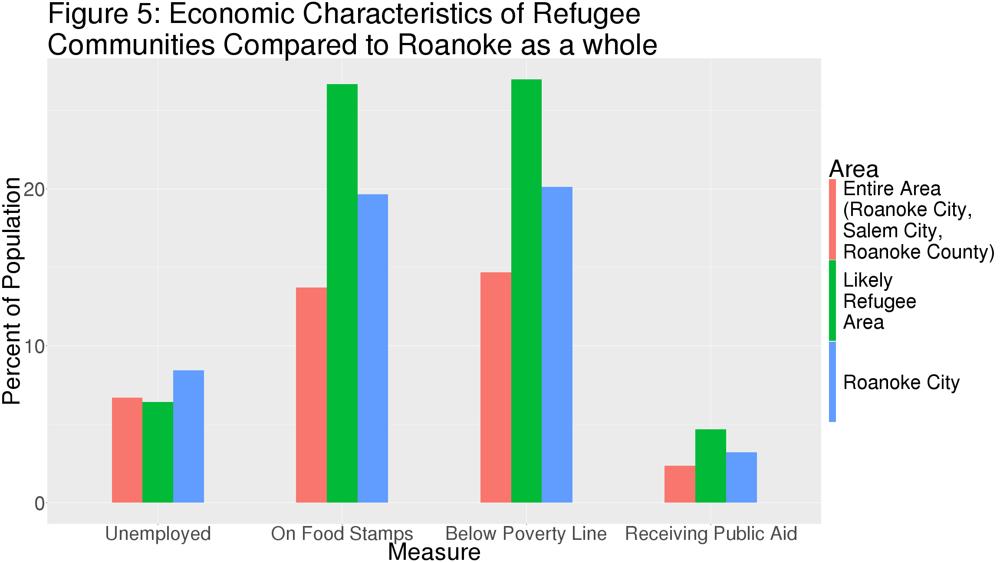 Figure 5: Economic Characteristics of Refugee
Communities Compared to Roanoke as a whole
Percent of Population
20
10
0
Unemployed
On Food Stamps
Below Poverty Line
Receiving Public Aid
Measure
Area
Entire Area
(Roanoke City,
Salem City,
Roanoke County)
Likely
Refugee
Area
Roanoke City